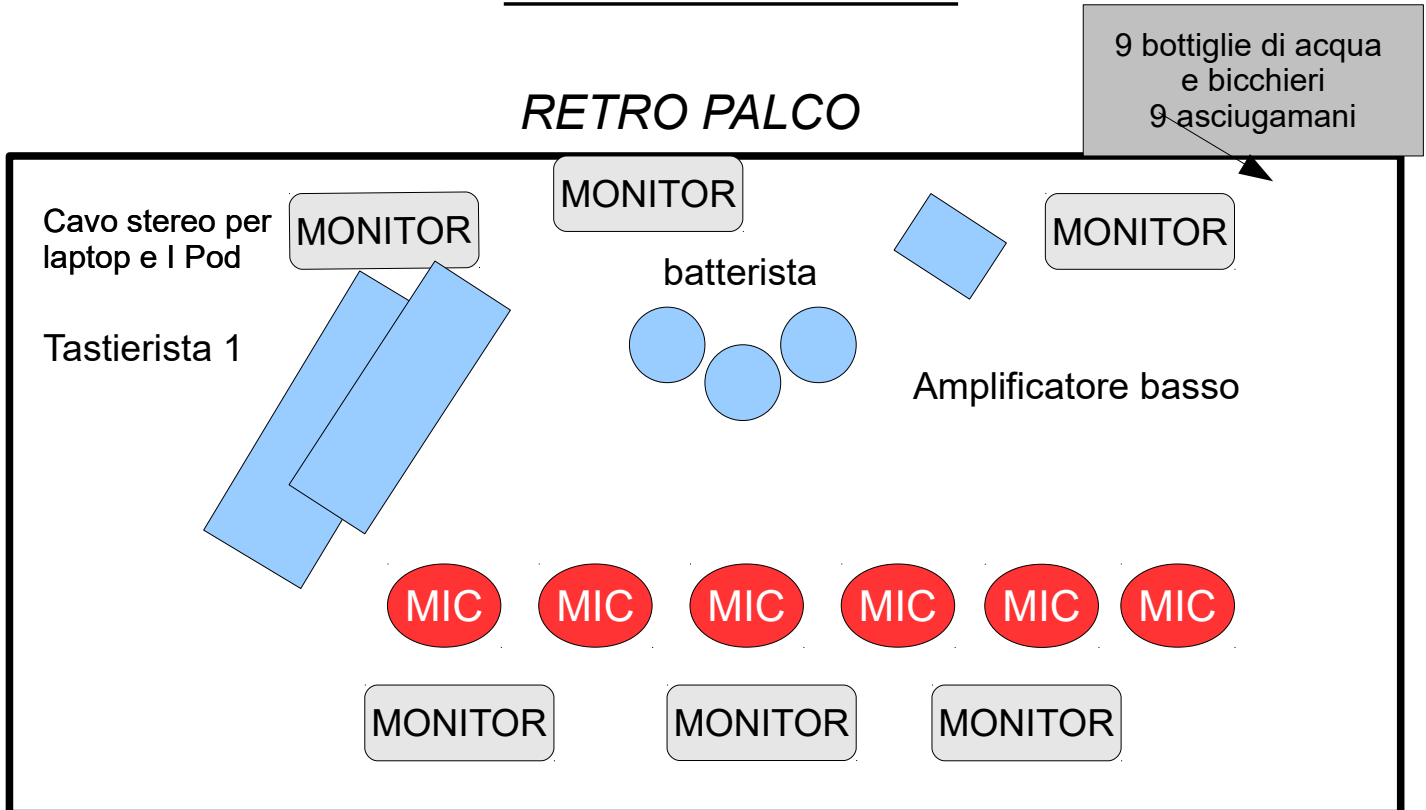 9 bottiglie di acqua
e bicchieri
9 asciugamani
RETRO PALCO
MONITOR
Cavo stereo per
laptop e I Pod
MONITOR
MONITOR
batterista
Tastierista 1
Amplificatore basso
MIC MIC MIC MIC MIC MIC
MONITOR MONITOR MONITOR